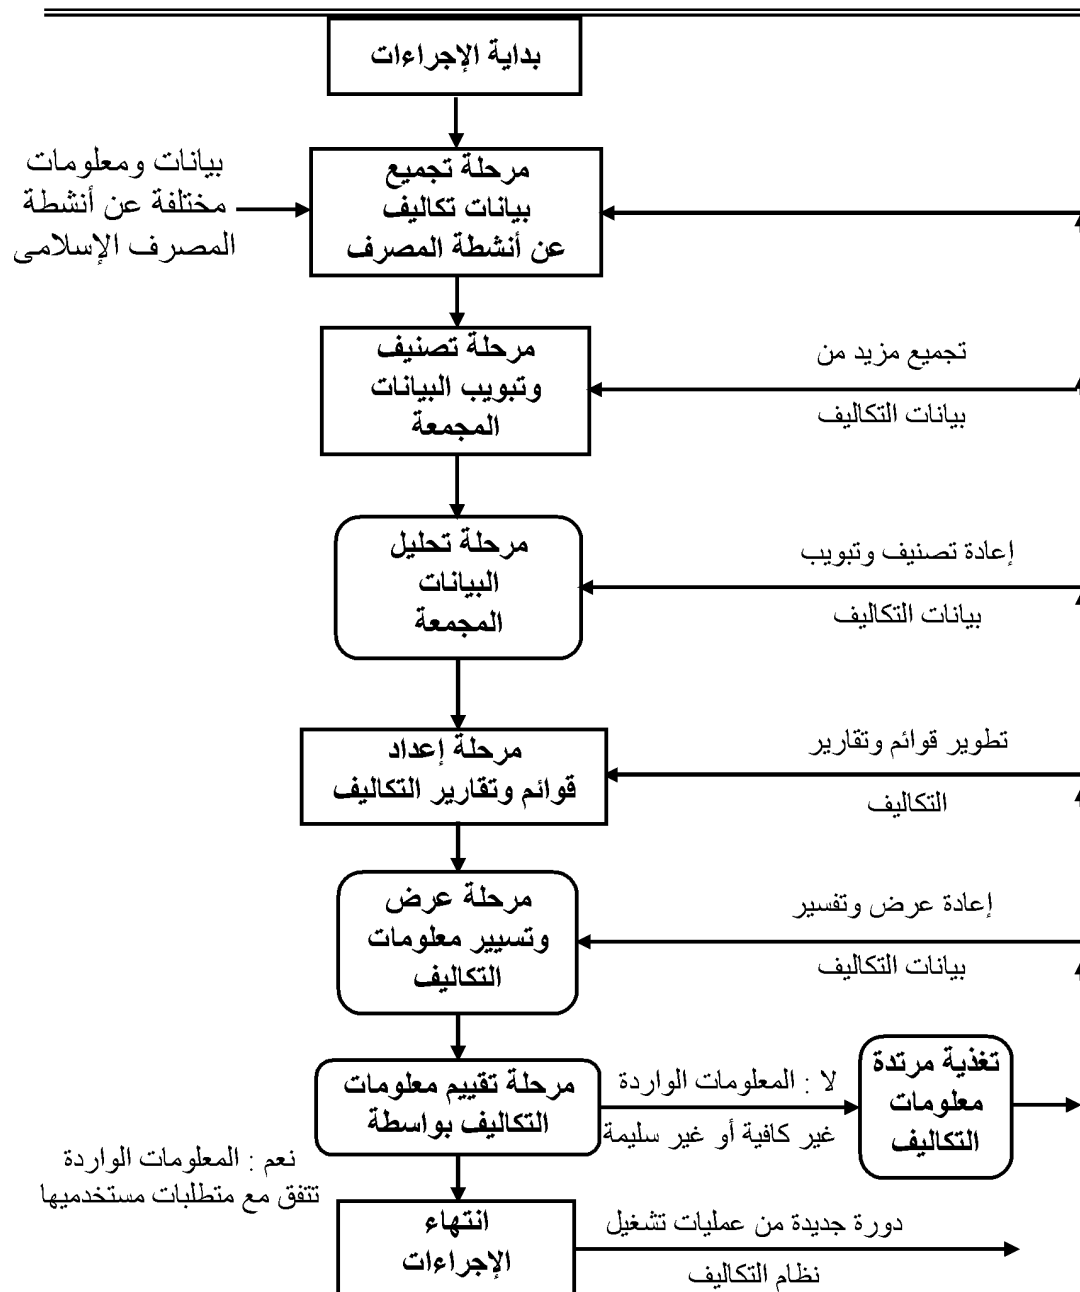 بداية الإجراءات
بيانات ومعلومات
مختلفة عن أنشطة
المصرف الإسلامى
مرحلة تجميع
بيانات تكاليف
عن أنشطة المصرف
مرحلة تصنيف
وتبويب البيانات
المجمعة
تجميع مزيد من
بيانات التكاليف
مرحلة تحليل
البيانات
المجمعة
إعادة تصنيف وتبويب
بيانات التكاليف
مرحلة إعداد
قوائم وتقارير التكاليف
تطوير قوائم وتقارير
التكاليف
مرحلة عرض
وتسيير معلومات
التكاليف
إعادة عرض وتفسير
بيانات التكاليف
مرحلة تقييم معلومات
التكاليف بواسطة
لا : المعلومات الواردة
غير كافية أو غير سليمة
تغذية مرتدة
معلومات
التكاليف
نعم : المعلومات الواردة
تتفق مع متطلبات مستخدميها
انتهاء
الإجراءات
دورة جديدة من عمليات تشغيل
نظام التكاليف